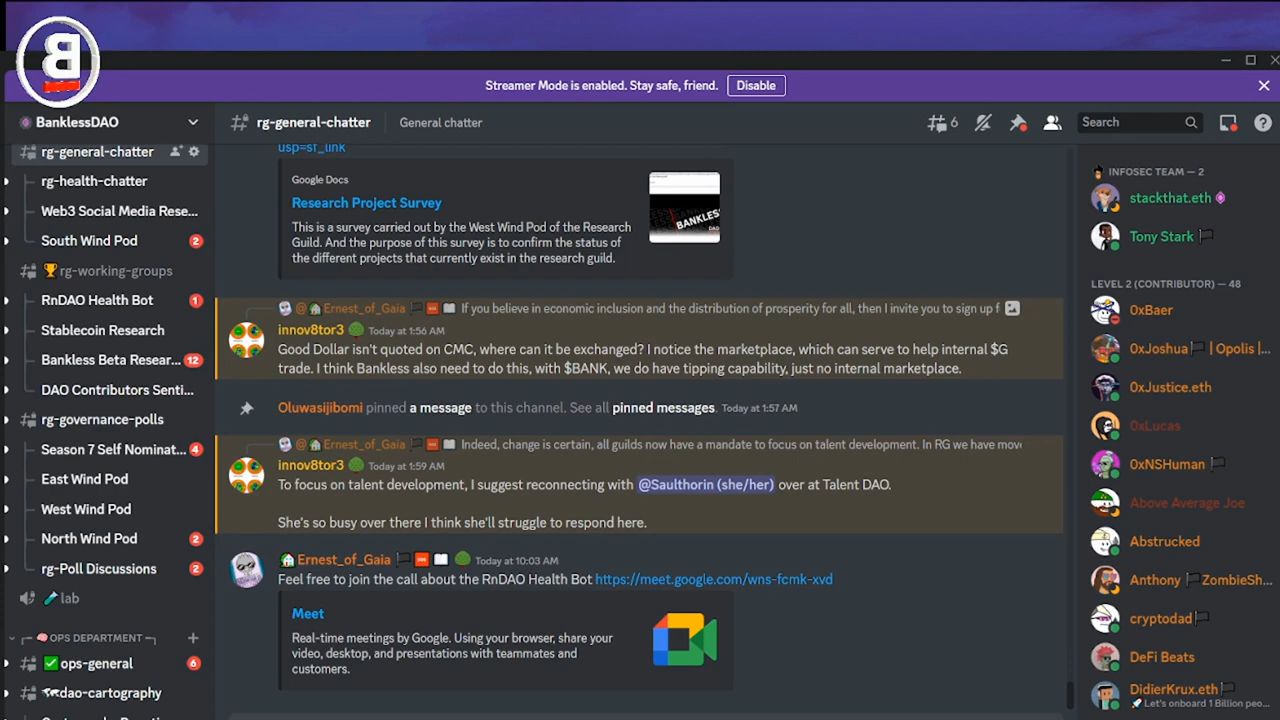 B
Streamer Mode is enabled. Stay safe, friend.
Disable
BanklessDAO
rg-general-chatter
General chatter
6
Search
rg-general-chatter
rg-health-chatter
Web3 Social Media Rese...
South Wind Pod 2
rg-working-groups
RnDAO Health Bot 1
Stablecoin Research
Bankless Beta Resear... 12
DAO Contributors Senti...
rg-governance-polls
Season 7 Self Nominat... 4
East Wind Pod
West Wind Pod
North Wind Pod 2
rg-Poll Discussions 2
lab
OPS DEPARTMENT
ops-general 6
dao-cartography
usp=sf_link
Google Docs
Research Project Survey
This is a survey carried out by the West Wind Pod of the Research
Guild. And the purpose of this survey is to confirm the status of
the different projects that currently exist in the research guild.
BANKLESS
DAO
@ Ernest_of_Gaia If you believe in economic inclusion and the distribution of prosperity for all, then I invite you to sign up f
innov8tor3 Today at 1:56 AM
Good Dollar isn't quoted on CMC, where can it be exchanged? I notice the marketplace, which can serve to help internal $G
trade. I think Bankless also need to do this, with $BANK, we do have tipping capability, just no internal marketplace.
Oluwasijibomi pinned a message to this channel. See all pinned messages. Today at 1:57 AM
@ Ernest_of_Gaia Indeed, change is certain, all guilds now have a mandate to focus on talent development. In RG we have move
innov8tor3 Today at 1:59 AM
To focus on talent development, I suggest reconnecting with @Saulthorin (she/her) over at Talent DAO.
She's so busy over there I think she'll struggle to respond here.
Ernest_of_Gaia Today at 10:03 AM
Feel free to join the call about the RnDAO Health Bot https://meet.google.com/wns-fcmk-xvd
Meet
Real-time meetings by Google. Using your browser, share your
video, desktop, and presentations with teammates and
customers.
INFOSEC TEAM — 2
stackthat.eth
Tony Stark
LEVEL 2 (CONTRIBUTOR) — 48
0xBaer
0xJoshua | Opolis |...
0xJustice.eth
0xLucas
0xNSHuman
Above Average Joe
Abstrucked
Anthony ZombieSh...
cryptodad
DeFi Beats
DidierKrux.eth
Let's onboard 1 Billion peo...